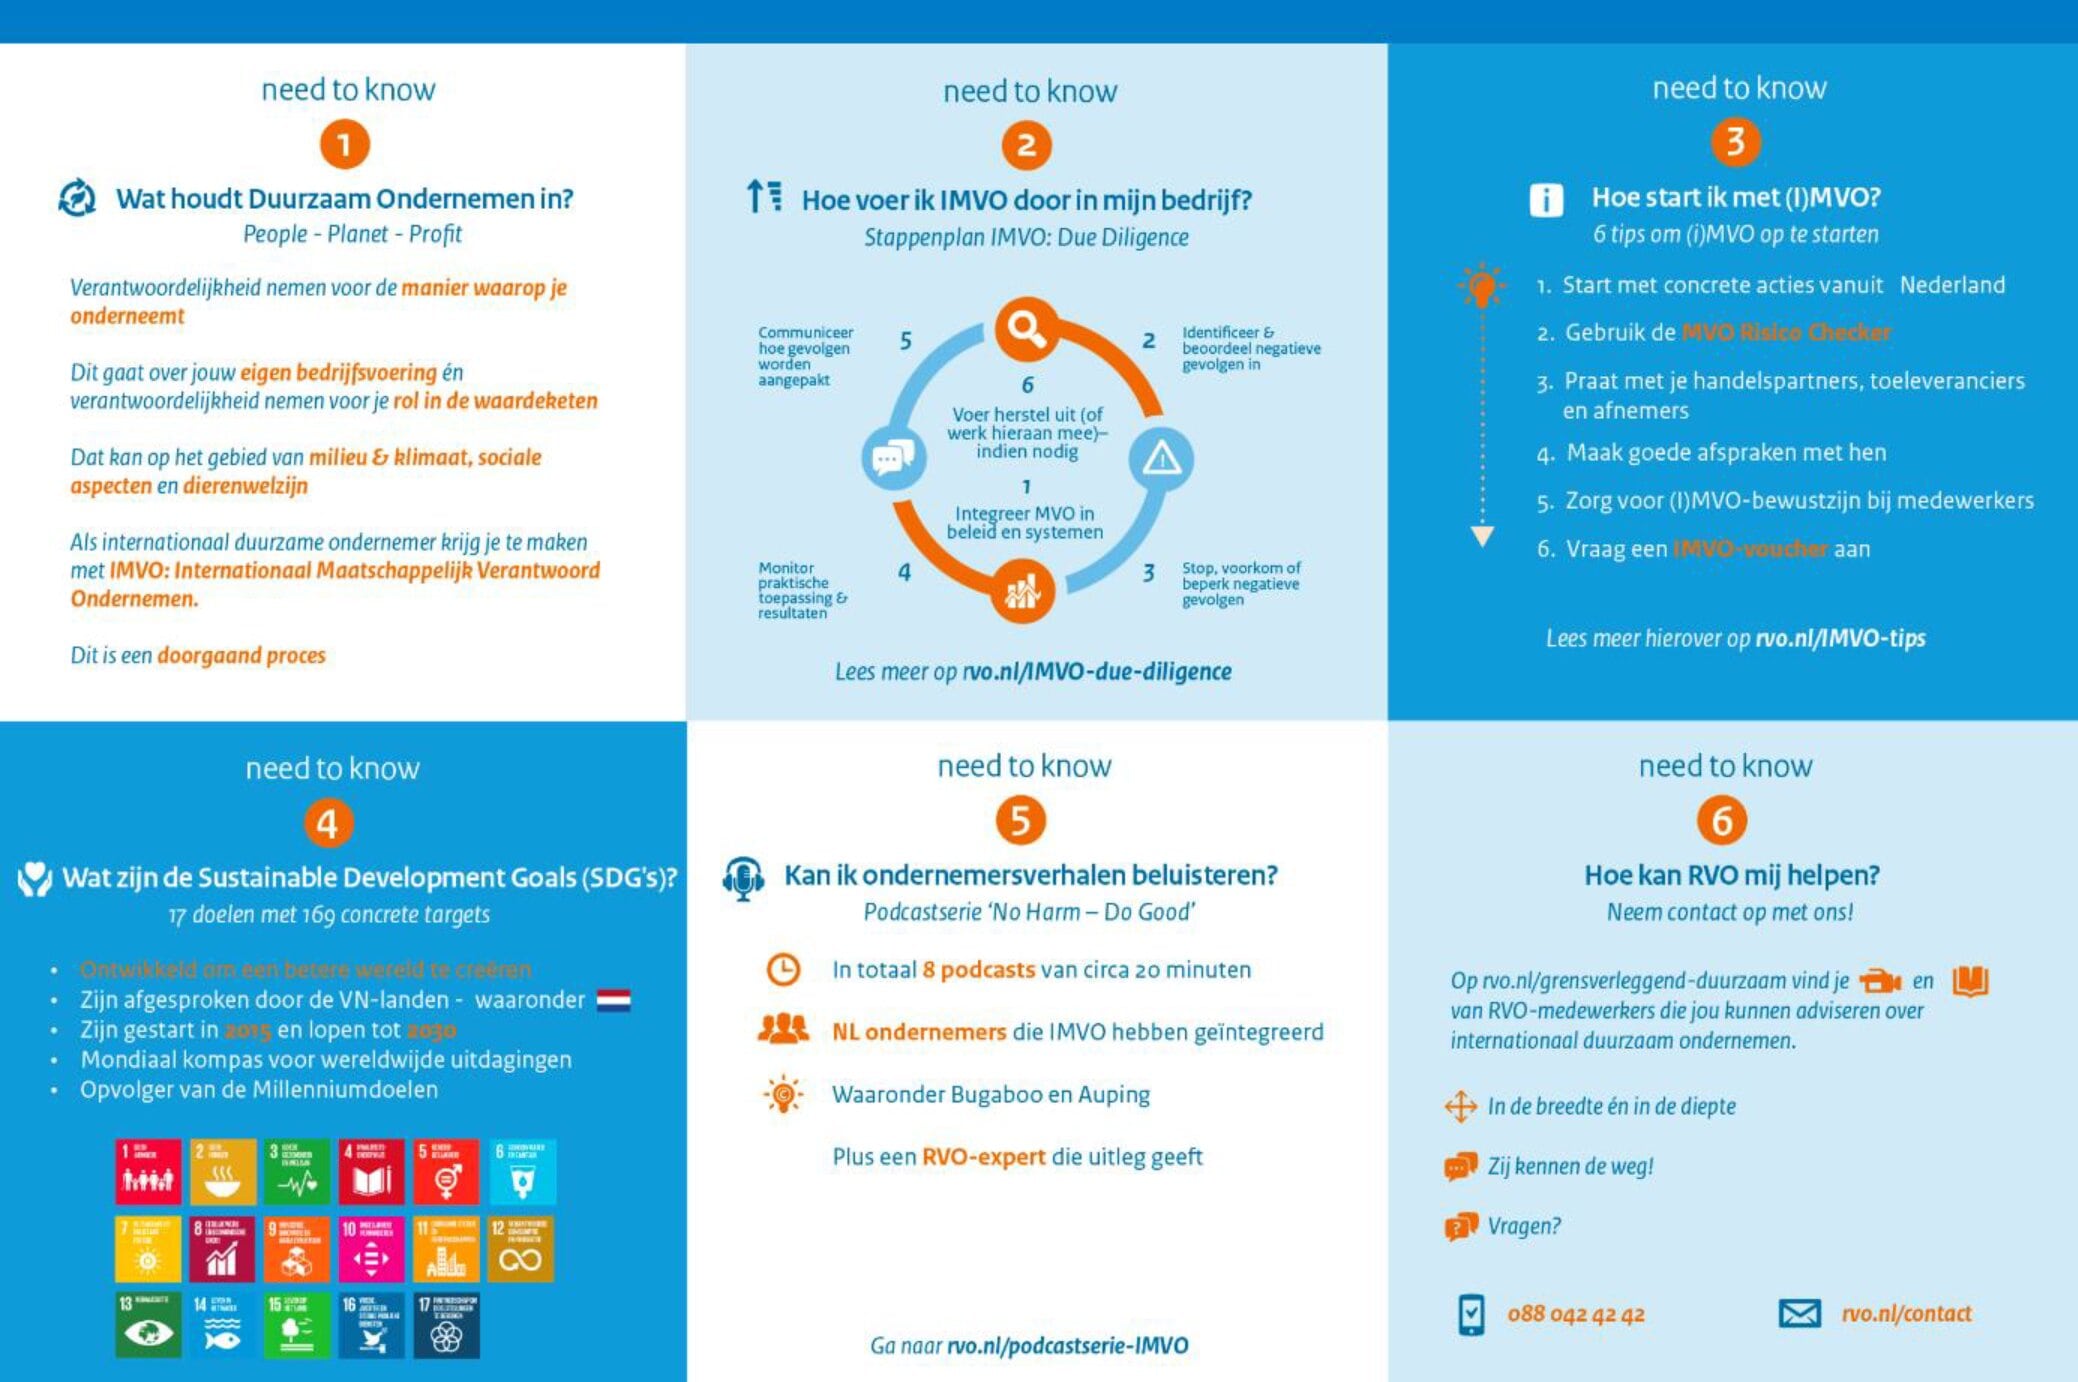 need to know
1
Wat houdt Duurzaam Ondernemen in?
People - Planet - Profit
Verantwoordelijkheid nemen voor de manier waarop je
onderneemt
Dit gaat over jouw eigen bedrijfsvoering én
verantwoordelijkheid nemen voor je rol in de waardeketen
Dat kan op het gebied van milieu & klimaat, sociale
aspecten en dierenwelzijn
Als internationaal duurzame ondernemer krijg je te maken
met IMVO: Internationaal Maatschappelijk Verantwoord
Ondernemen.
Dit is een doorgaand proces
need to know
2
Hoe voer ik IMVO door in mijn bedrijf?
Stappenplan IMVO: Due Diligence
Communiceer
hoe gevolgen
worden
aangepakt
5
2
Identificeer &
beoordeel negatieve
gevolgen in
6
Voer herstel uit (of
werk hieraan mee)–
indien nodig
1
Integreer MVO in
beleid en systemen
Monitor
praktische
toepassing &
resultaten
4
3
Stop, voorkom of
beperk negatieve
gevolgen
Lees meer op rvo.nl/IMVO-due-diligence
need to know
3
Hoe start ik met (I)MVO?
6 tips om (i)MVO op te starten
1. Start met concrete acties vanuit Nederland
2. Gebruik de MVO Risico Checker
3. Praat met je handelspartners, toeleveranciers
en afnemers
4. Maak goede afspraken met hen
5. Zorg voor (I)MVO-bewustzijn bij medewerkers
6. Vraag een IMVO-voucher aan
Lees meer hierover op rvo.nl/IMVO-tips
need to know
4
Wat zijn de Sustainable Development Goals (SDG's)?
17 doelen met 169 concrete targets
• Ontwikkeld om een betere wereld te creëren
• Zijn afgesproken door de VN-landen - waaronder
• Zijn gestart in 2015 en lopen tot 2030
• Mondiaal kompas voor wereldwijde uitdagingen
• Opvolger van de Millenniumdoelen
1
2
3
4
5
6
7
8
9
10
11
12
13
14
15
16
17
need to know
5
Kan ik ondernemersverhalen beluisteren?
Podcastserie ‘No Harm – Do Good’
In totaal 8 podcasts van circa 20 minuten
NL ondernemers die IMVO hebben geïntegreerd
Waaronder Bugaboo en Auping
Plus een RVO-expert die uitleg geeft
Ga naar rvo.nl/podcastserie-IMVO
need to know
6
Hoe kan RVO mij helpen?
Neem contact op met ons!
Op rvo.nl/grensverleggend-duurzaam vind je en
van RVO-medewerkers die jou kunnen adviseren over
internationaal duurzaam ondernemen.
In de breedte én in de diepte
Zij kennen de weg!
Vragen?
088 042 42 42
rvo.nl/contact